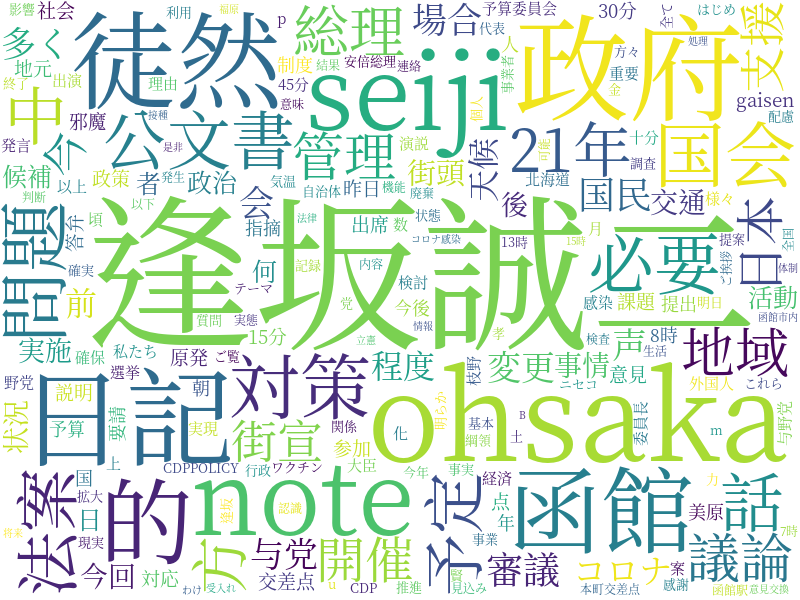 影響
社会
利用
福原
徒然
総理
場合
予算委員会
30分
全て
はじめ
多く
地元
出演
理由
制度
結果
安倍総理
連絡
代表
人
方々
処理
終了
seiji
政府
支援
中
邪魔
接種
45分
意味
事業者
重要
金
gaisen
配慮
発言
今
公文書
是非
管理
演説
個人
21年
可能
十分
国会
候補
政策
者
政治
発生
気温
街頭
天候
北海道
調査
判断
以上
以下
会
自治体
機能
昨日
廃棄
後
国民
交通
様々
問題
答弁
頃
指摘
法律
出席
数
状態
月
日本
提案
全国
逢坂誠二
必要
確実
記録
コロナ感染
13時
15時
体制
ご挨拶
前
テーマ
何
内容
検討
感染
課題
提出
明日
活動
実施
確保
私たち
質問
実態
15分
党
今後
声
8時
函館市内
野党
原発
ご覧
立憲
情報
孝
程度
変更
事情
検査
生活
地域
状況
説明
選挙
朝
対策
枝野
意見
ニセコ
外国人
これら
予算
要請
日記
実現
関係
街宣
参加
化
基本
綱領
明らか
B
土
委員長
m
与野党
ohsaka
国
上
CDPPOLICY
行政
ワクチン
大臣
今年
事実
経済
力
法案
拡大
日
的
note
予定
点
年
美原
函館
話
現実
逢坂
認識
事業
7時
将来
今回
対応
方
u
与党
開催
審議
コロナ
案
議論
わけ
受入れ
交差点
CDP
推進
見込み
本町交差点
感謝
函館駅
意見交換
p